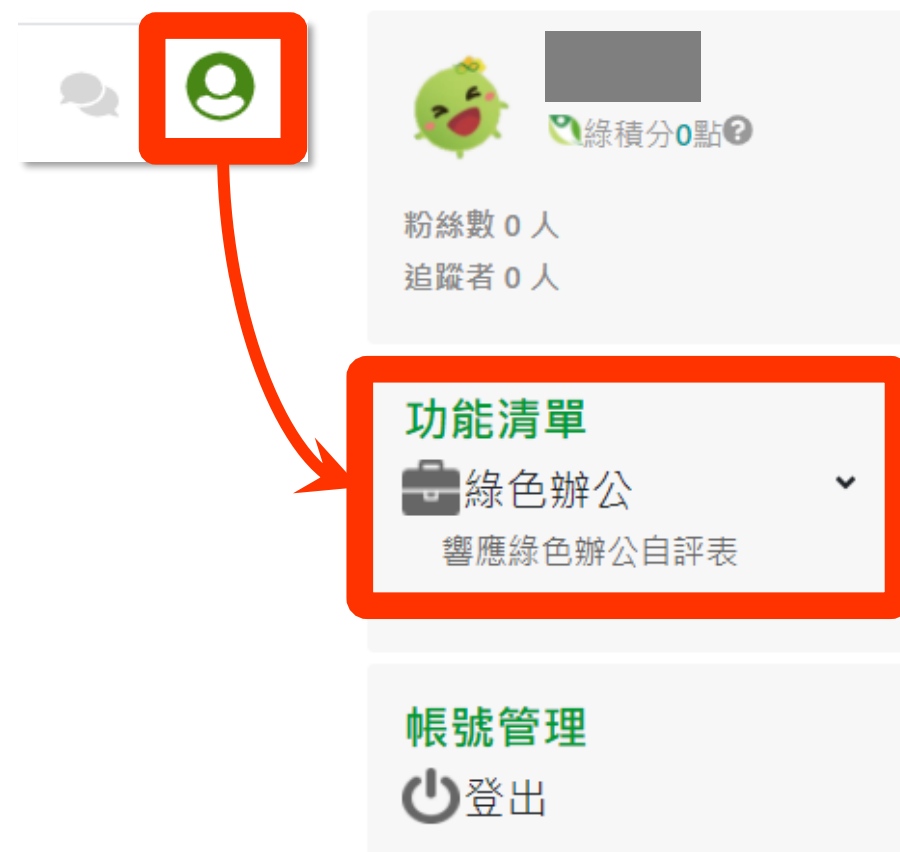 綠積分0點
粉絲數 0 人
追蹤者 0 人
功能清單
綠色辦公
響應綠色辦公自評表
帳號管理
登出